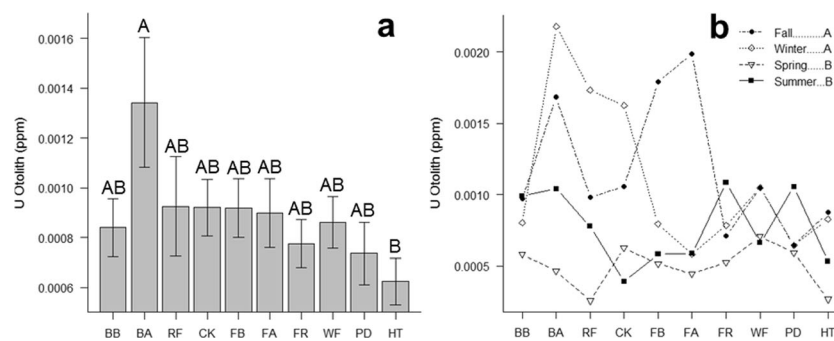 a
0.0016
0.0014
0.0012
0.0010
0.0008
0.0006
U Otolith (ppm)
AB
A
AB
AB
AB
AB
AB
AB
AB
B
BB BA RF CK FB FA FR WF PD HT
b
0.0020
0.0015
0.0010
0.0005
U Otolith (ppm)
Fall...........A
Winter......A
Spring......B
Summer...B
BB BA RF CK FB FA FR WF PD HT